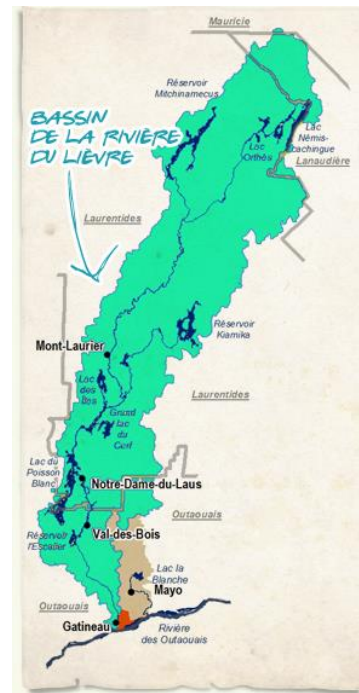 Mauricie
Réservoir
Mitchinamecus
BASSIN
DE LA RIVIÈRE
DU LIÈVRE
Lac
Orthès
Lac
Némis-
cachingue
Lanaudière
Laurentides
Réservoir
Kiamika
Mont-Laurier
Lac
des
Îles
Laurentides
Grand
lac
du
Cerf
Lac du
Poisson
Blanc
Notre-Dame-du-Laus
Outaouais
Val-des-Bois
Réservoir
l'Escalier
Lac la
Blanche
Mayo
Outaouais
Gatineau
Rivière
des Outaouais